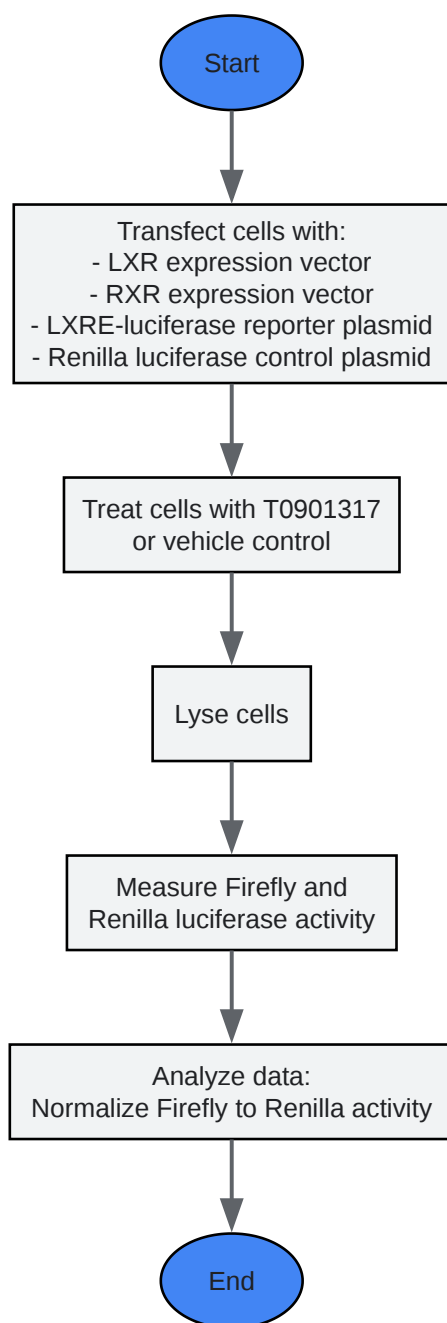 Start
Transfect cells with:
- LXR expression vector
- RXR expression vector
- LXRE-luciferase reporter plasmid
- Renilla luciferase control plasmid
Treat cells with T0901317
or vehicle control
Lyse cells
Measure Firefly and
Renilla luciferase activity
Analyze data:
Normalize Firefly to Renilla activity
End